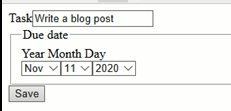 Task Write a blog post
Due date
Year Month Day
Nov 11 2020
Save